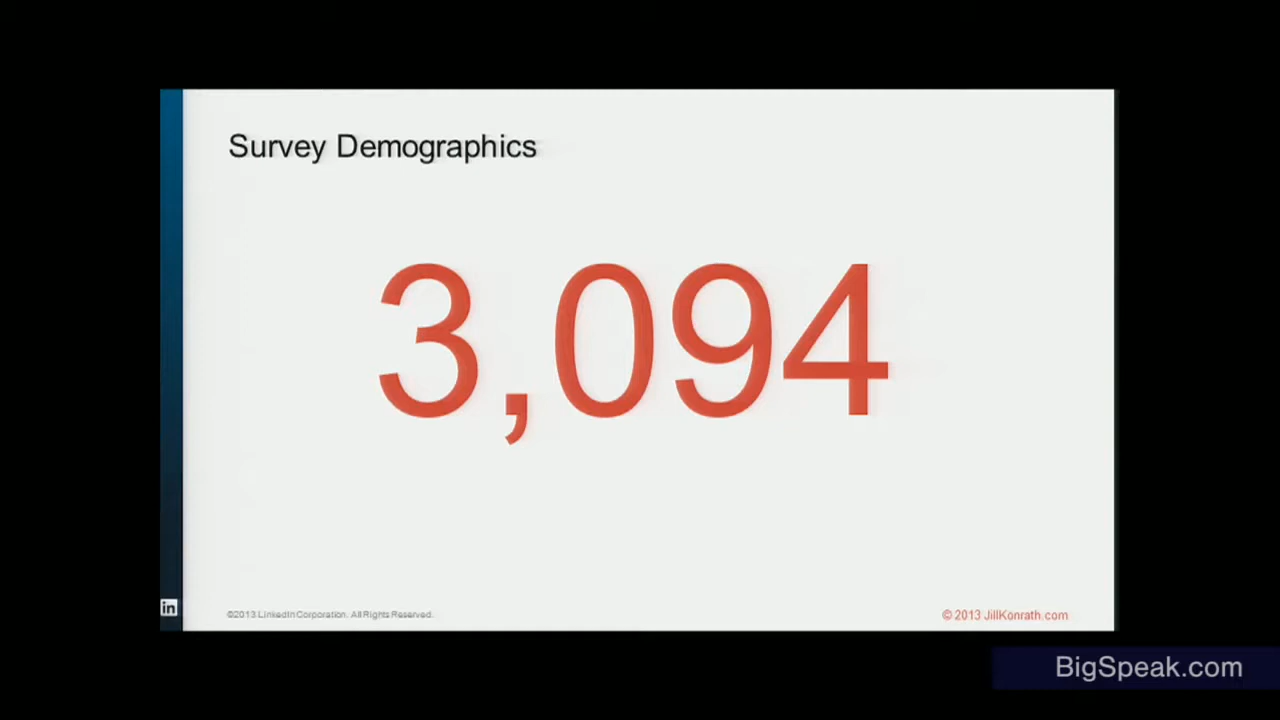 Survey Demographics
3,094
in
©2013 LinkedIn Corporation. All Rights Reserved.
© 2013 JillKonrath.com
BigSpeak.com